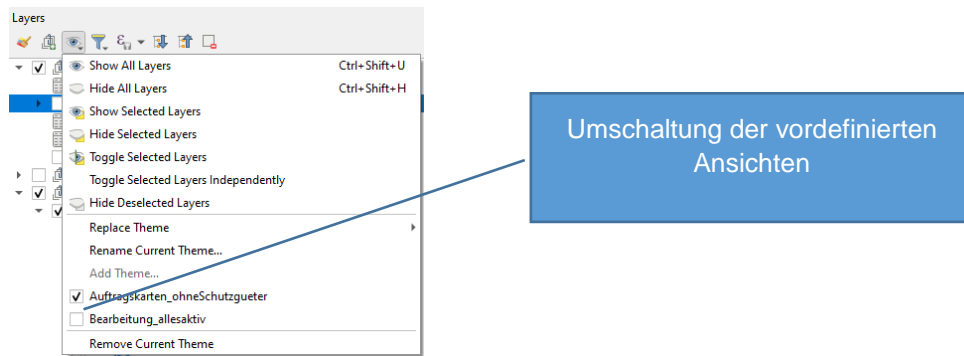 Layers
Show All Layers Ctrl+Shift+U
Hide All Layers Ctrl+Shift+H
Show Selected Layers
Hide Selected Layers
Toggle Selected Layers
Toggle Selected Layers Independently
Hide Deselected Layers
Replace Theme
Rename Current Theme...
Add Theme...
Auftragskarten_ohneSchutzgueter
Bearbeitung_allesaktiv
Remove Current Theme
Umschaltung der vordefinierten
Ansichten